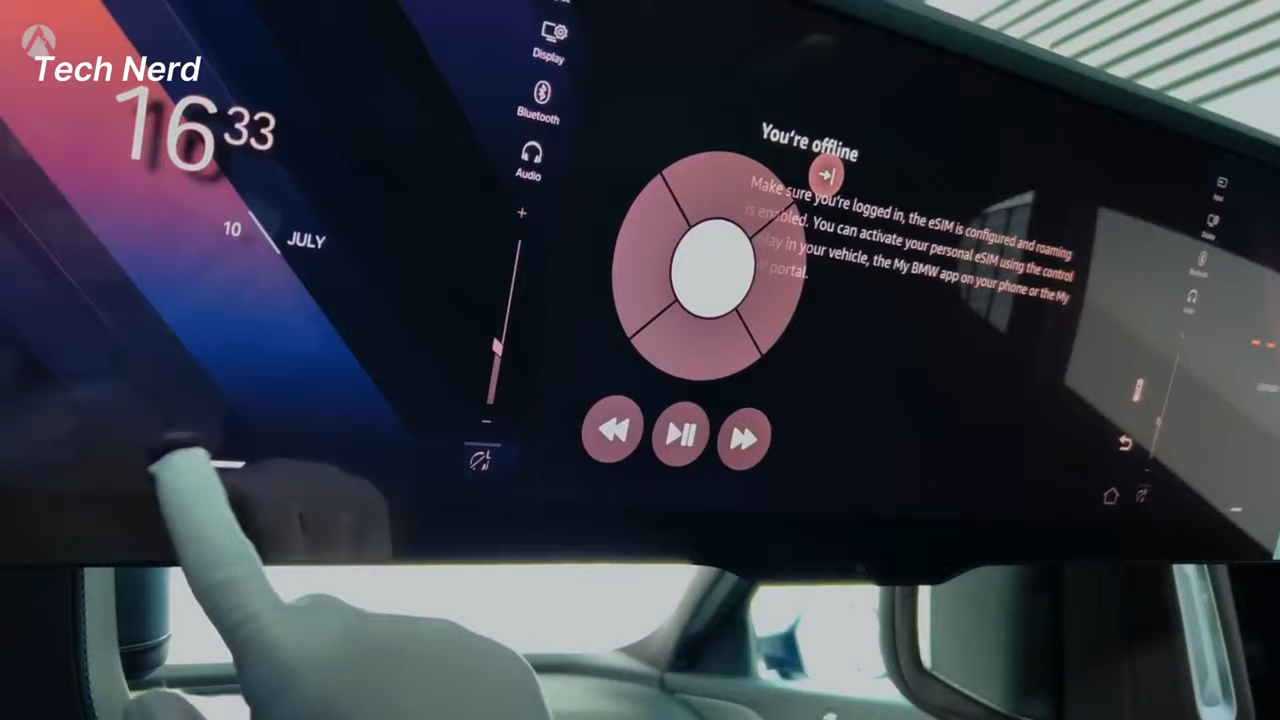 Tech Nerd
16 33
10 JULY
Display
Bluetooth
Audio
You're offline
Make sure you're logged in, the eSIM is configured and roaming
is enabled. You can activate your personal eSIM using the control
play in your vehicle, the My BMW app on your phone or the My
portal.